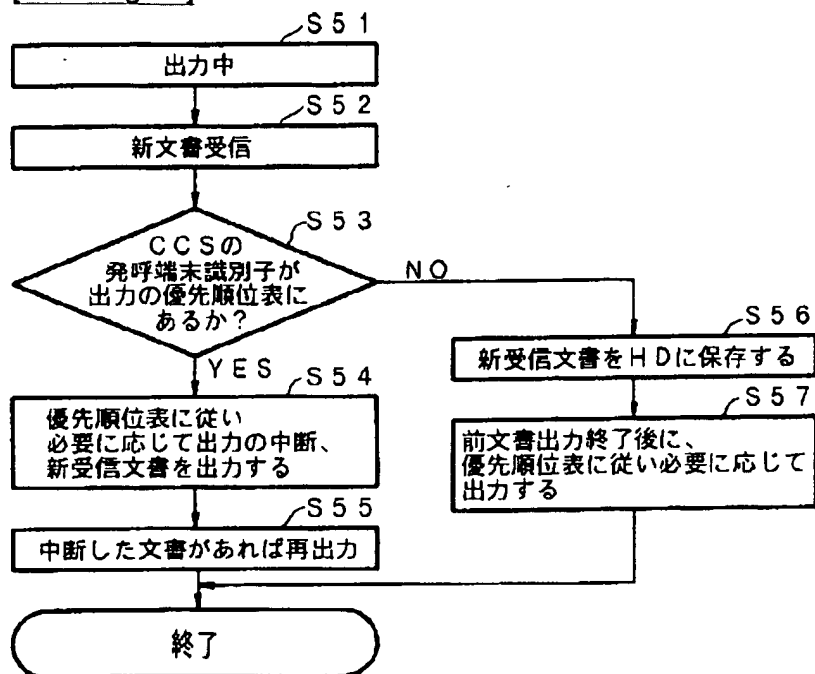 S51
出力中
S52
新文書受信
S53
CCSの
発呼端末識別子が
出力の優先順位表に
あるか?
NO
YES
S54
優先順位表に従い
必要に応じて出力の中断、
新受信文書を出力する
S55
中断した文書があれば再出力
S56
新受信文書をHDに保存する
S57
前文書出力終了後に、
優先順位表に従い必要に応じて
出力する
終了